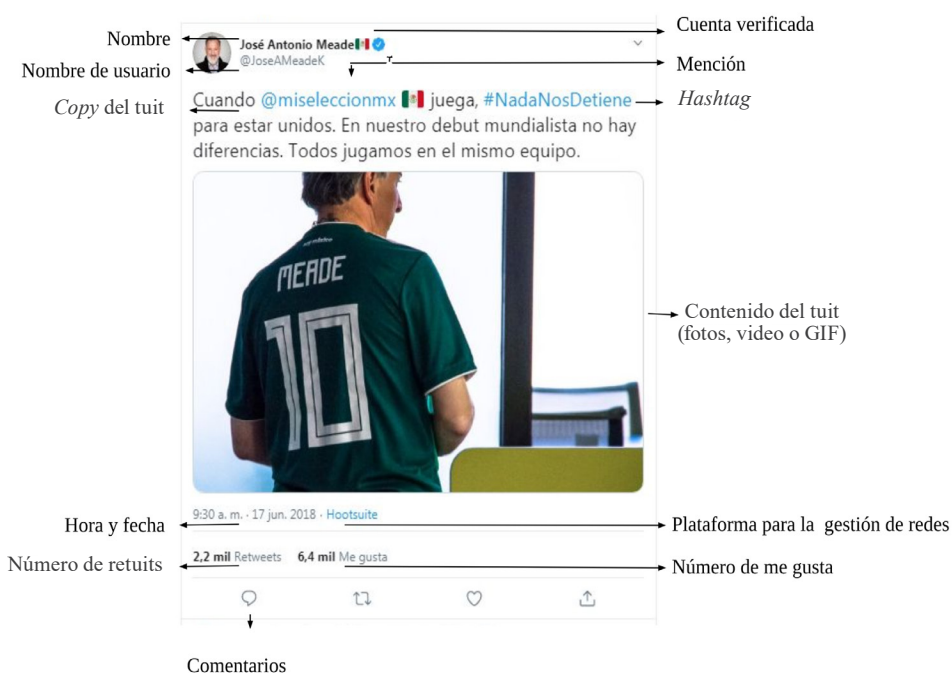 Cuenta verificada
Nombre
José Antonio Meade
@JoseAMeadeK
Nombre de usuario
Mención
Copy del tuit
Cuando @miseleccionmx juega, #NadaNosDetiene
Hashtag
para estar unidos. En nuestro debut mundialista no hay
diferencias. Todos jugamos en el mismo equipo.
MEADE
10
Contenido del tuit
(fotos, video o GIF)
9:30 a. m. · 17 jun. 2018 · Hootsuite
Hora y fecha
Plataforma para la gestión de redes
2,2 mil Retweets 6,4 mil Me gusta
Número de retuits
Número de me gusta
Comentarios